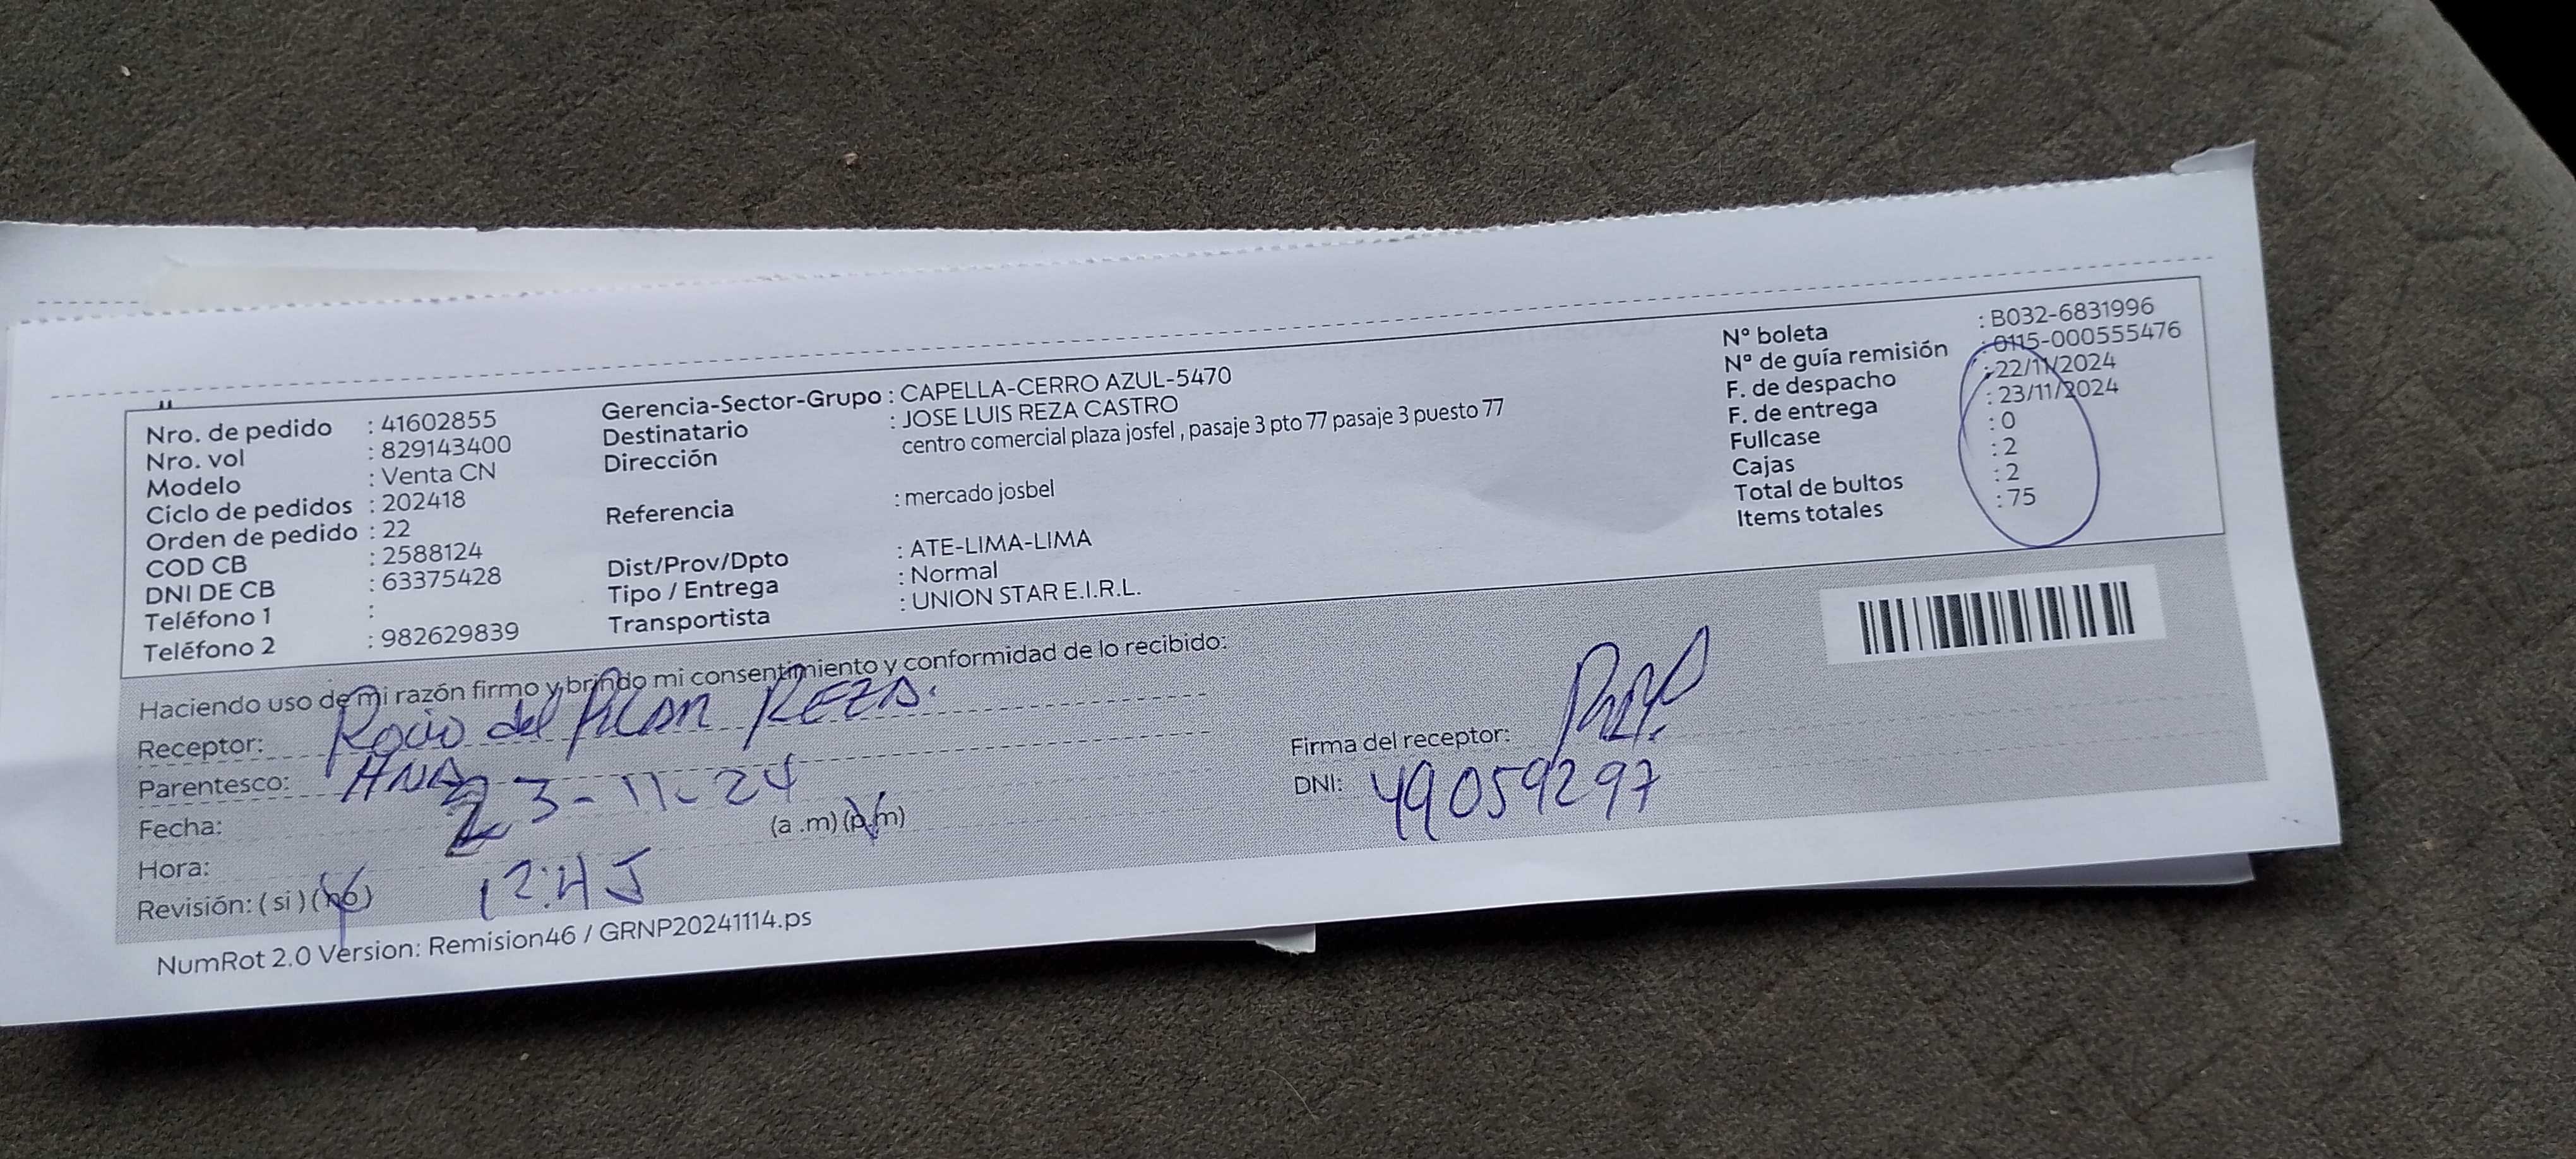 Nro. de pedido : 41602855
Nro. vol : 829143400
Modelo : Venta CN
Ciclo de pedidos : 202418
Orden de pedido : 22
COD CB : 2588124
DNI DE CB : 63375428
Teléfono 1 :
Teléfono 2 : 982629839
Gerencia-Sector-Grupo : CAPELLA-CERRO AZUL-5470
Destinatario : JOSE LUIS REZA CASTRO
Dirección centro comercial plaza josfel , pasaje 3 pto 77 pasaje 3 puesto 77
Referencia : mercado josbel
Dist/Prov/Dpto : ATE-LIMA-LIMA
Tipo / Entrega : Normal
Transportista : UNION STAR E.I.R.L.
N° boleta : B032-6831996
N° de guía remisión : 0115-000555476
F. de despacho : 22/11/2024
F. de entrega : 23/11/2024
Fullcase : 0
Cajas : 2
Total de bultos : 2
Items totales : 75
Haciendo uso de mi razón firmo y brindo mi consentimiento y conformidad de lo recibido:
Receptor: Rocio del Pilar REZA.
Parentesco: HNA
Fecha: 23-11-24
Hora: 12:45 (a .m) (p.m)
Revisión: ( si ) (no)
Firma del receptor:
DNI: 49059297
NumRot 2.0 Version: Remision46 / GRNP20241114.ps